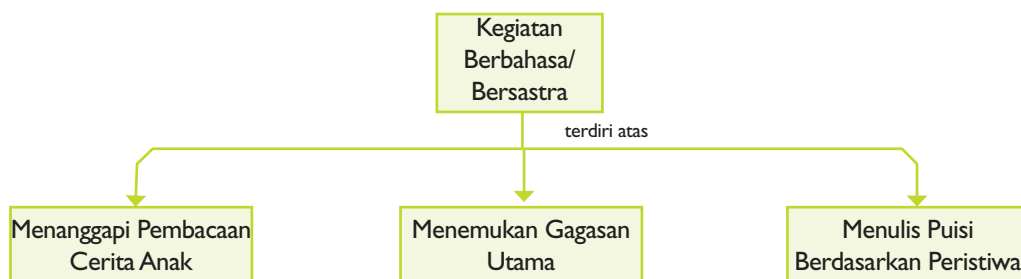 Kegiatan
Berbahasa/
Bersastra
terdiri atas
Menanggapi Pembacaan
Cerita Anak
Menemukan Gagasan
Utama
Menulis Puisi
Berdasarkan Peristiwa